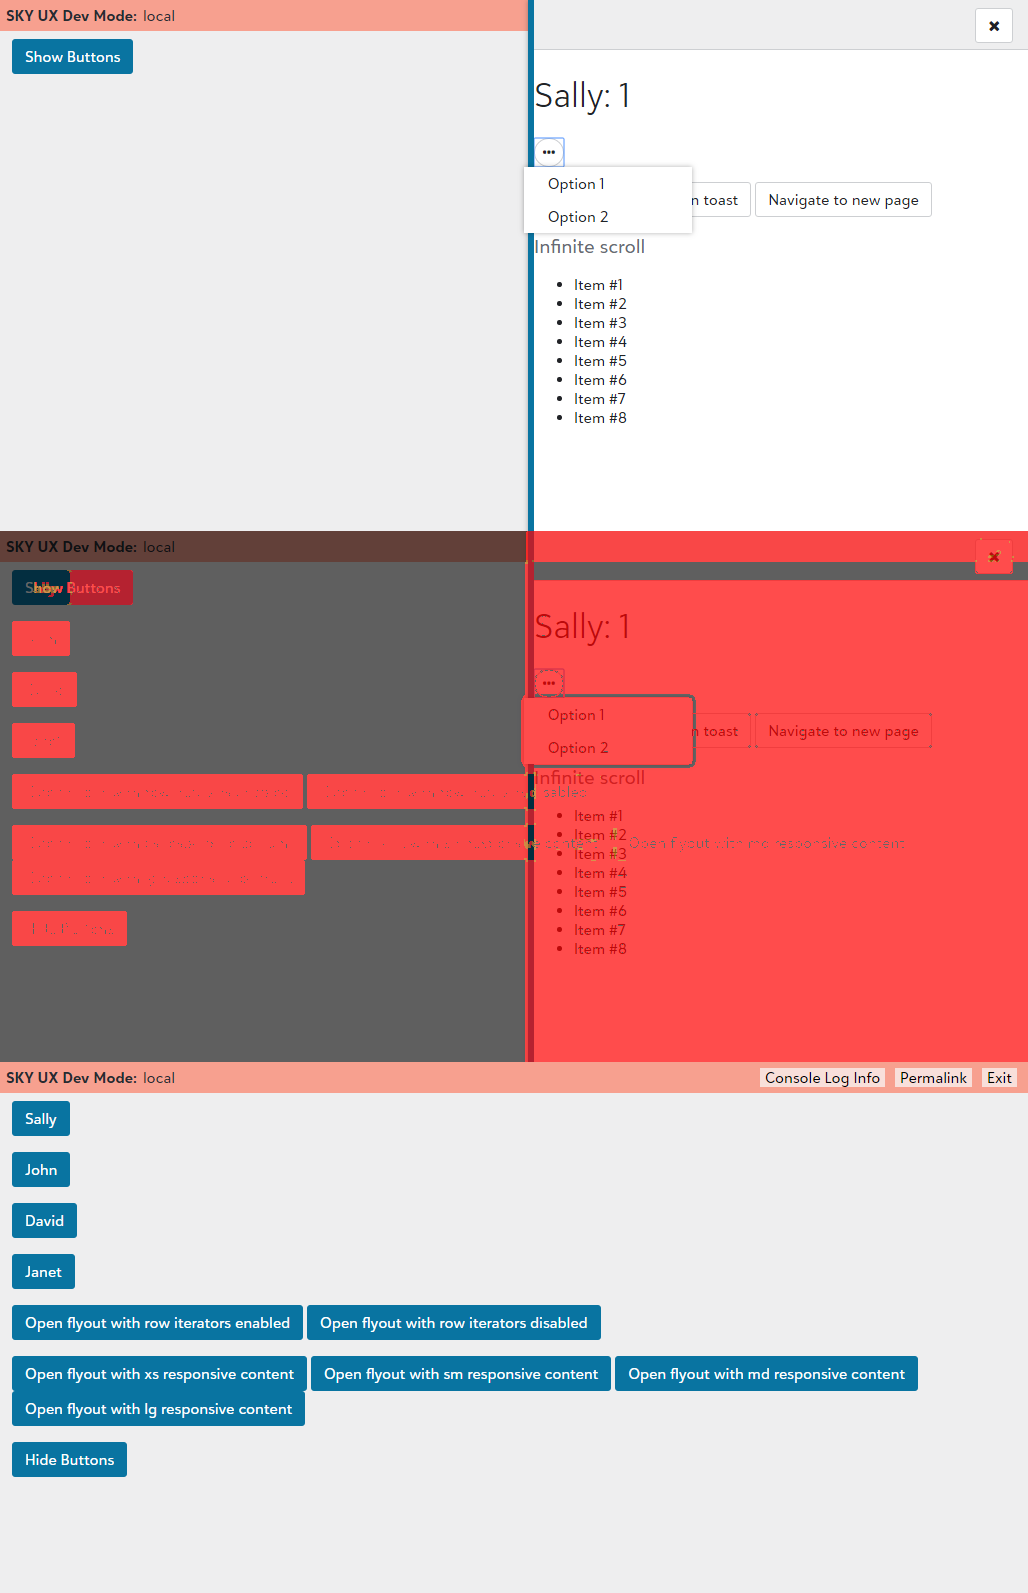 SKY UX Dev Mode: local
Show Buttons
Sally: 1
Option 1
Option 2
n toast
Navigate to new page
Infinite scroll
Item #1
Item #2
Item #3
Item #4
Item #5
Item #6
Item #7
Item #8
SKY UX Dev Mode: local
Buttons
Sally: 1
Option 1
Option 2
n toast
Navigate to new page
Infinite scroll
Item #1
Item #2
Item #3
Open flyout with md responsive content
Item #4
Item #5
Item #6
Item #7
Item #8
SKY UX Dev Mode: local
Console Log Info Permalink Exit
Sally
John
David
Janet
Open flyout with row iterators enabled Open flyout with row iterators disabled
Open flyout with xs responsive content Open flyout with sm responsive content Open flyout with md responsive content
Open flyout with lg responsive content
Hide Buttons